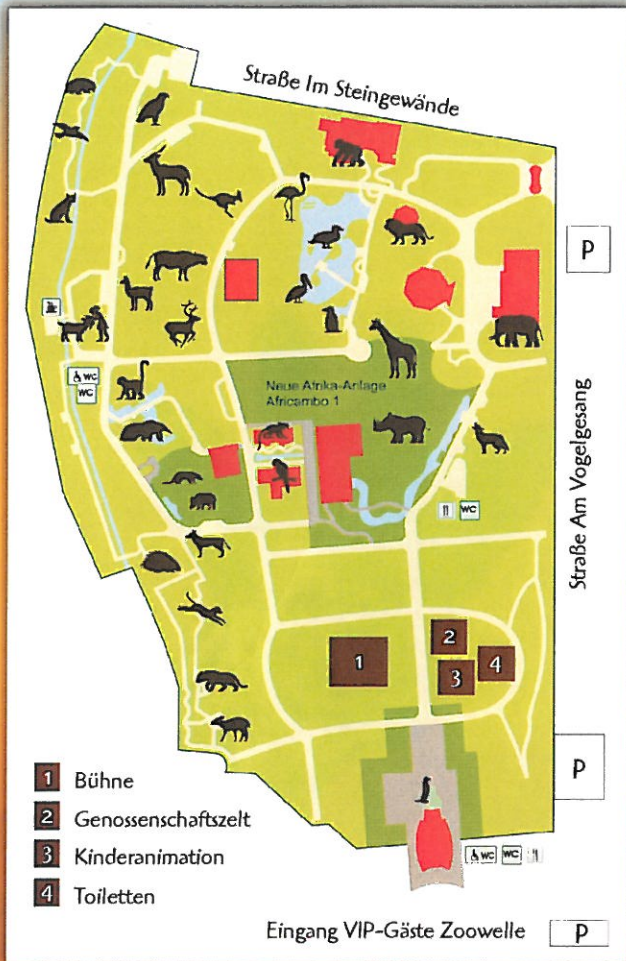 Straße Im Steingewände
P
WC
WC
Neue Afrika-Anlage
Africambo 1
Straße Am Vogelgesang
WC
1
2
3
4
P
1 Bühne
2 Genossenschaftszelt
3 Kinderanimation
4 Toiletten
WC WC
Eingang VIP-Gäste Zoowelle P